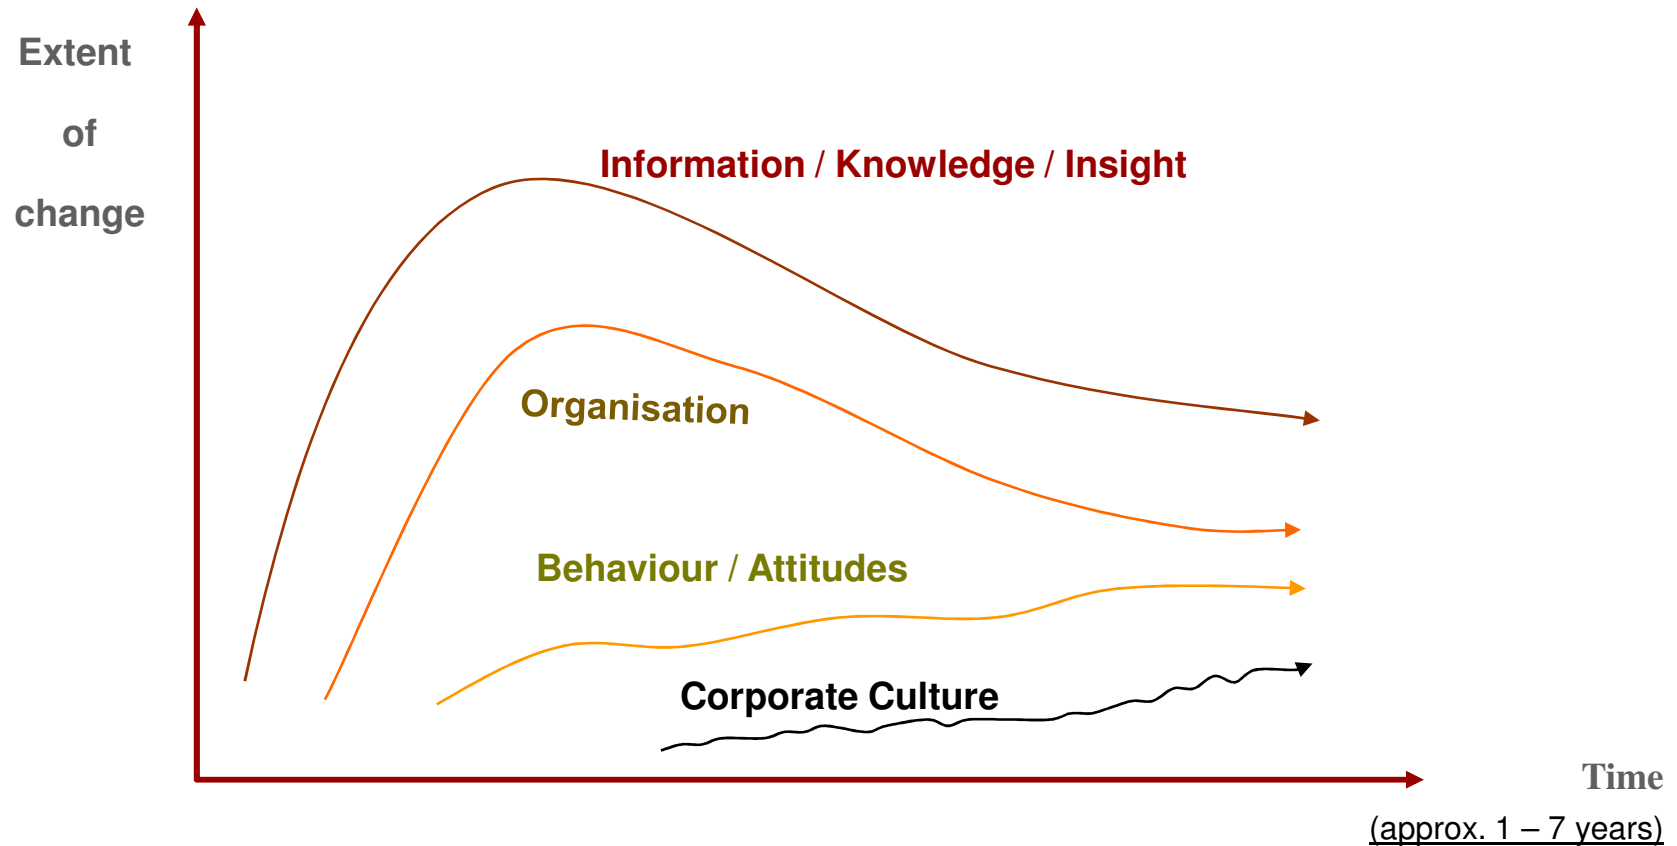 Extent
of
change
Information / Knowledge / Insight
Organisation
Behaviour / Attitudes
Corporate Culture
Time
(approx. 1 – 7 years)